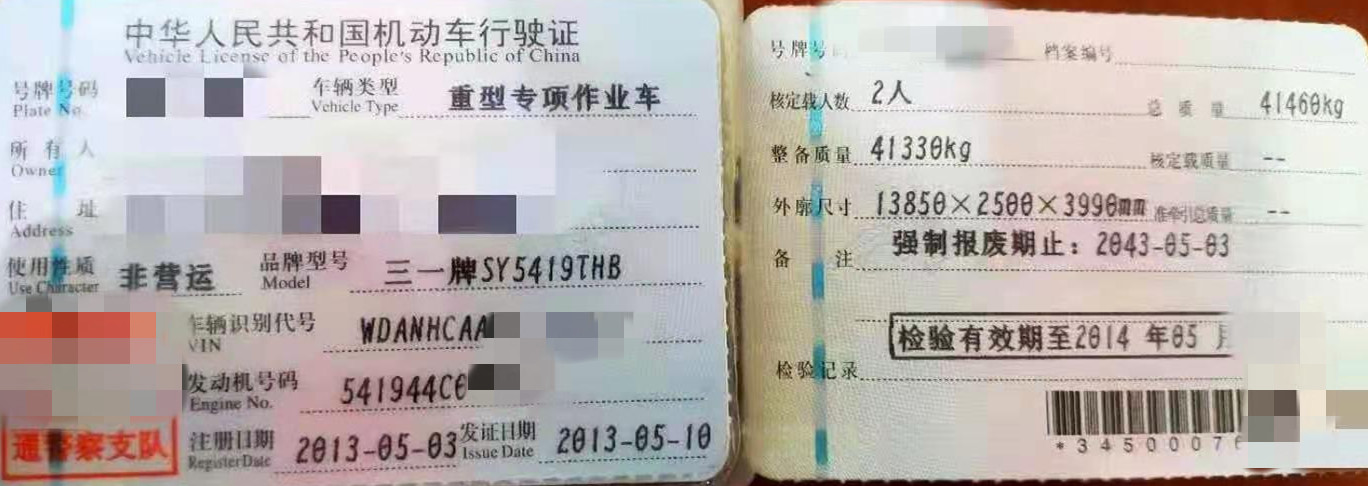 中华人民共和国机动车行驶证
Vehicle License of the People's Republic of China
号牌号码 车辆类型 重型专项作业车
Plate No. Vehicle Type
所有人
Owner
住址
Address
使用性质 非营运 品牌型号 三一牌SY5419THB
Use Character Model
车辆识别代号 WDANHCAA
VIN
发动机号码 541944C0
Engine No.
注册日期 2013-05-03 发证日期 2013-05-10
Register Date Issue Date
通警察支队
号牌号码 档案编号
核定载人数 2人 总质量 41460kg
整备质量 41330kg 核定载质量 --
外廓尺寸 13850×2500×3990mm 准牵引总质量 --
备注 强制报废期止：2043-05-03
检验有效期至2014 年05 月
检验记录
*34500076